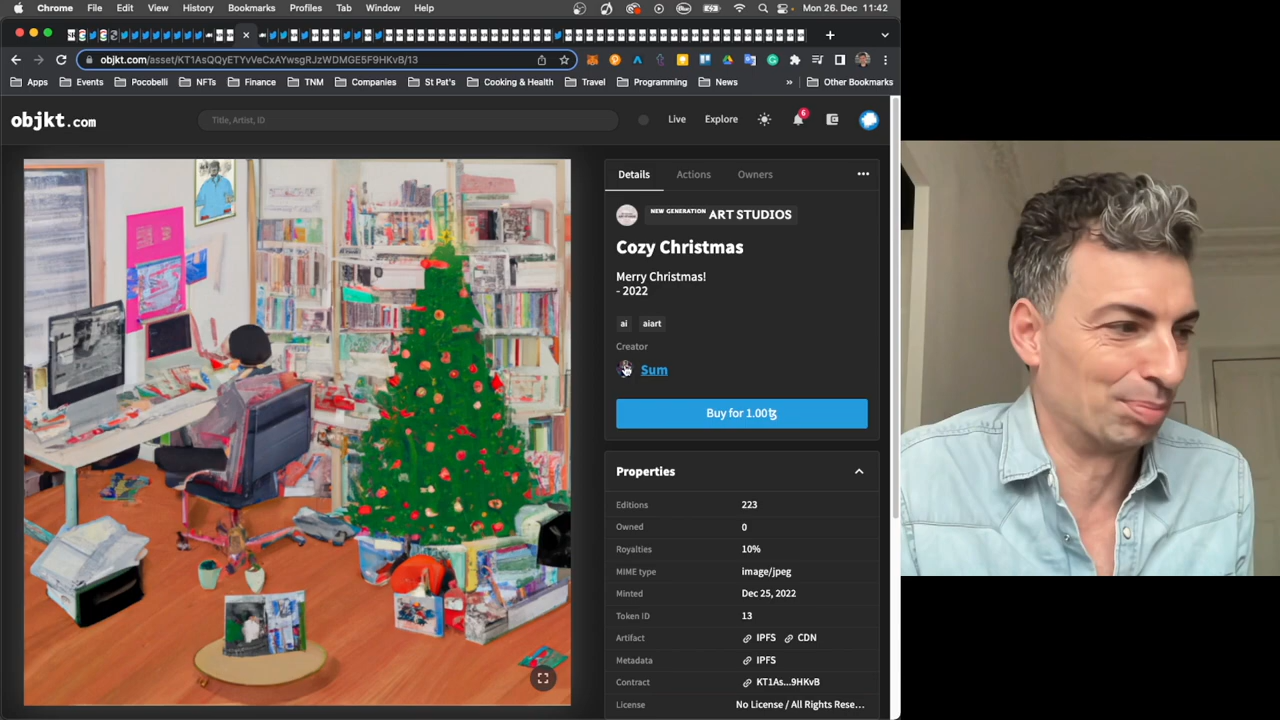 Chrome File Edit View History Bookmarks Profiles Tab Window Help Mon 26. Dec 11:42
objkt.com/asset/KT1AsQQyETYvVeCxAYwsgRJzWDMGE5F9HKvB/13
Apps Events Pocobelli NFTs Finance TNM Companies St Pat's Cooking & Health Travel Programming News » Other Bookmarks
objkt.com Title, Artist, ID Live Explore 6
Details Actions Owners
NEW GENERATION ART STUDIOS
Cozy Christmas
Merry Christmas!
- 2022
ai aiart
Creator
Sum
Buy for 1.00ꜩ
Properties
Editions 223
Owned 0
Royalties 10%
MIME type image/jpeg
Minted Dec 25, 2022
Token ID 13
Artifact IPFS CDN
Metadata IPFS
Contract KT1As...9HKvB
License No License / All Rights Rese...